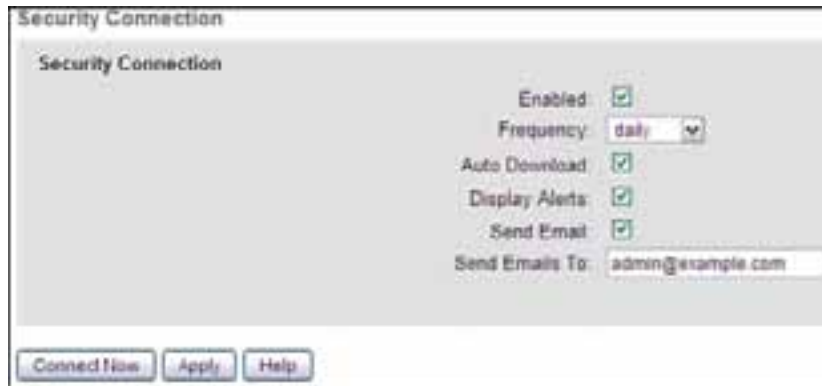 Security Connection
Security Connection
Enabled:
Frequency: daily
Auto Download:
Display Alerts:
Send Email:
Send Emails To: admin@example.com
Connect Now Apply Help